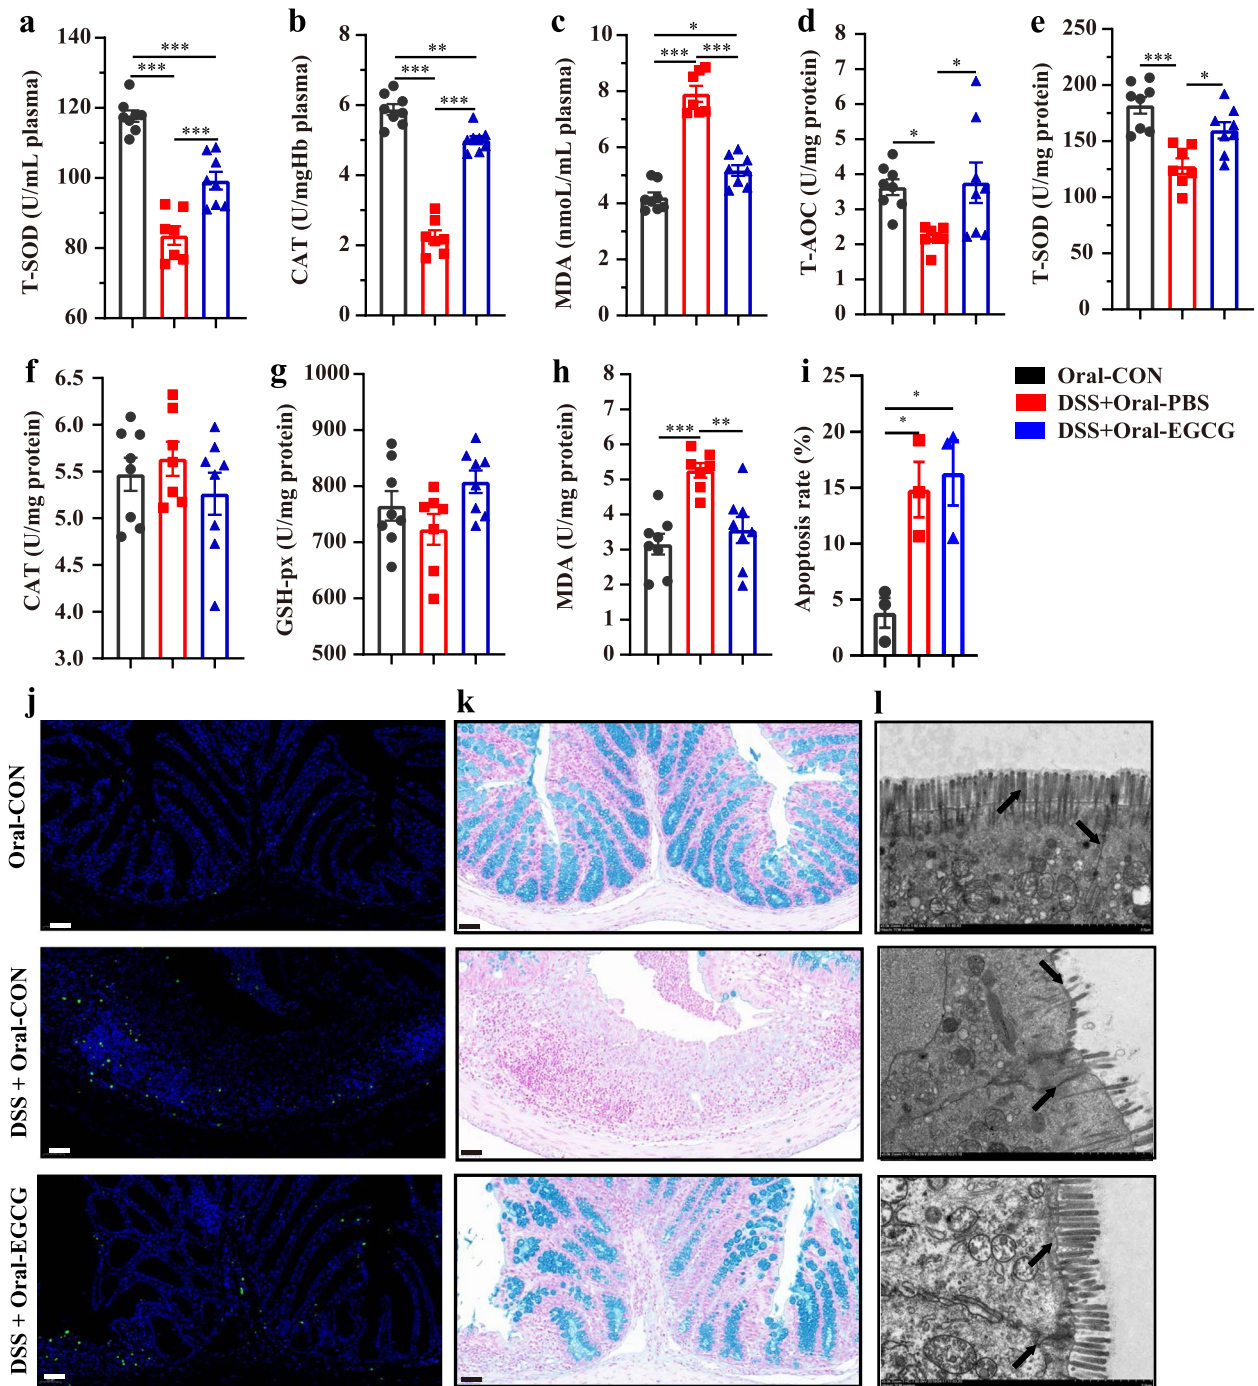 a
T-SOD (U/mL plasma)
140
120
100
80
60
***
***
***
b
CAT (U/mgHb plasma)
8
6
4
2
0
**
***
***
c
MDA (nmoL/mL plasma)
10
8
6
4
2
0
*
***
***
d
T-AOC (U/mg protein)
8
7
6
5
4
3
2
1
0
*
*
e
T-SOD (U/mg protein)
250
200
150
100
50
0
***
*
f
CAT (U/mg protein)
6.5
6.0
5.5
5.0
4.5
4.0
3.5
3.0
g
GSH-px (U/mg protein)
1000
900
800
700
600
500
h
MDA (U/mg protein)
8
7
6
5
4
3
2
1
0
***
**
i
Apoptosis rate (%)
25
20
15
10
5
0
*
*
Oral-CON
DSS+Oral-PBS
DSS+Oral-EGCG
j
k
l
Oral-CON
DSS + Oral-CON
DSS + Oral-EGCG